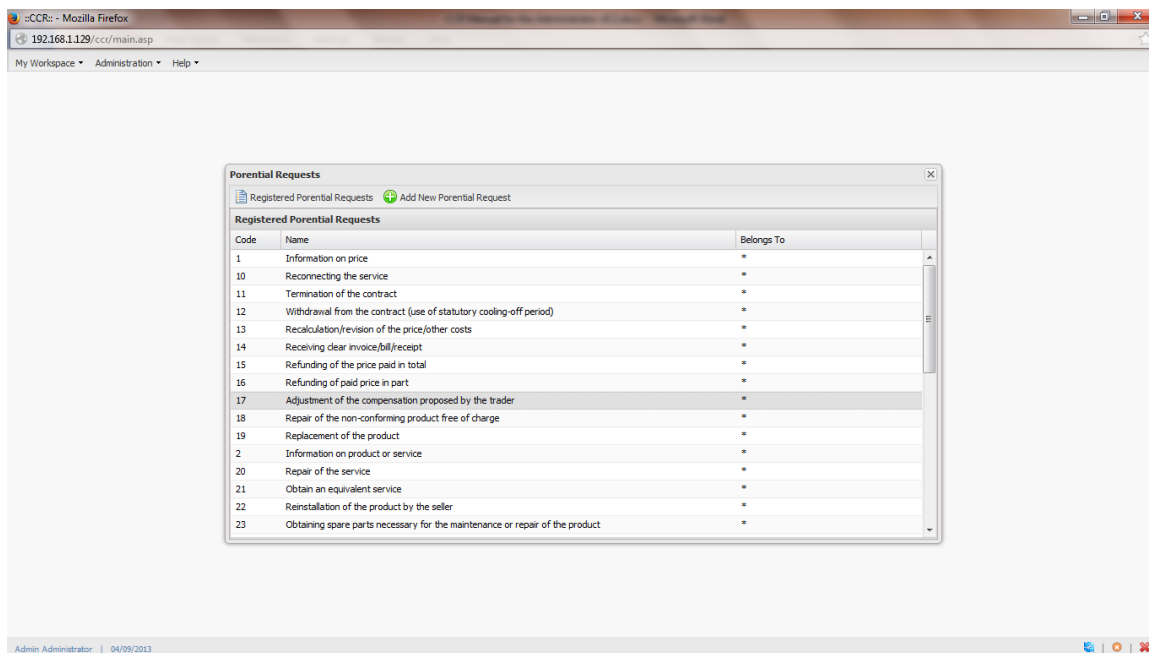 ::CCR:: - Mozilla Firefox
192.168.1.129/ccr/main.asp
My Workspace Administration Help
Porential Requests
Registered Porential Requests Add New Porential Request
Registered Porential Requests
Code Name Belongs To
1 Information on price *
10 Reconnecting the service *
11 Termination of the contract *
12 Withdrawal from the contract (use of statutory cooling-off period) *
13 Recalculation/revision of the price/other costs *
14 Receiving clear invoice/bill/receipt *
15 Refunding of the price paid in total *
16 Refunding of paid price in part *
17 Adjustment of the compensation proposed by the trader *
18 Repair of the non-conforming product free of charge *
19 Replacement of the product *
2 Information on product or service *
20 Repair of the service *
21 Obtain an equivalent service *
22 Reinstallation of the product by the seller *
23 Obtaining spare parts necessary for the maintenance or repair of the product *
Admin Administrator | 04/09/2013